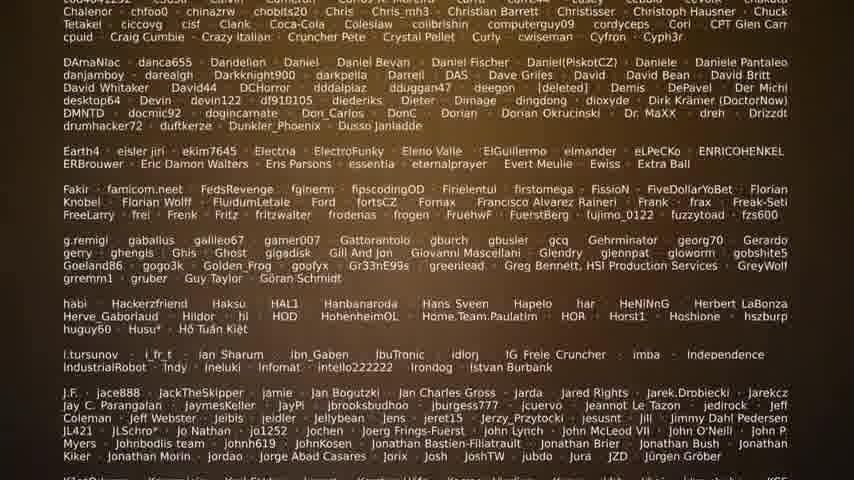 Chalenor · chfoo0 · chinazrw · chobits20 · Chris · Chris_mh3 · Christian Barrett · Christisser · Christoph Hausner · Chuck
Tetekel · ciccovg · cisf · Clank · Coca-Cola · Coleslaw · colibrishin · computerguy09 · cordyceps · Cori · CPT Glen Carr
cpuid · Craig Cumbie · Crazy Italian · Cruncher Pete · Crystal Pellet · Curly · cwiseman · Cyfron · Cyph3r
DAmaNIac · danca655 · Dandelion · Daniel · Daniel Bevan · Daniel Fischer · Daniel(PiskotCZ) · Daniele · Daniele Pantaleo
danjamboy · darealgh · Darkknight900 · darkpella · Darrell · DAS · Dave Griles · David · David Bean · David Britt
David Whitaker · David44 · DCHorror · dddalplaz · dduggan47 · deegon · [deleted] · Demis · DePavel · Der Michl
desktop64 · Devin · devin122 · df910105 · diederiks · Dieter · Dimage · dingdong · dioxyde · Dirk Krämer (DoctorNow)
DMNTD · docmic92 · dogincarnate · Don_Carlos · DonC · Dorian · Dorian Okrucinski · Dr. MaXX · dreh · Drizzdt
drumhacker72 · duftkerze · Dunkler_Phoenix · Dusso Janladde
Earth4 · eisler jiri · ekim7645 · Electria · ElectroFunky · Eleno Valle · ElGuillermo · elmander · eLPeCKo · ENRICOHENKEL
ERBrouwer · Eric Damon Walters · Eris Parsons · essentia · eternalprayer · Evert Meulie · Ewiss · Extra Ball
Fakir · famicom.neet · FedsRevenge · fginerm · fipscodingOD · Firielentul · firstomega · FissioN · FiveDollarYoBet · Florian
Knobel · Florian Wolff · FluidumLetale · Ford · fortsCZ · Fornax · Francisco Alvarez Raineri · Frank · frax · Freak-Seti
FreeLarry · frei · Frenk · Fritz · fritzwalter · frodenas · frogen · FruehwF · FuerstBerg · fujimo_0122 · fuzzytoad · fzs600
g.remigi · gaballus · galileo67 · gamer007 · Gattorantolo · gburch · gbusler · gcq · Gehrminator · georg70 · Gerardo
gerry · ghengis · Ghis · Ghost · gigadisk · Gill And Jon · Giovanni Mascellani · Glendry · glennpat · gloworm · gobshite5
Goeland86 · gogo3k · Golden_Frog · goofyx · Gr33nE99s · greenlead · Greg Bennett, HSI Production Services · GreyWolf
grremm1 · gruber · Guy Taylor · Göran Schmidt
habi · Hackerzfriend · Haksu · HAL1 · Hanbanaroda · Hans Sveen · Hapelo · har · HeNiNnG · Herbert LaBonza
Herve_Gaborlaud · Hildor · hl · HOD · HohenheimOL · Home.Team.Paulatim · HOR · Horst1 · Hoshione · hszburp
huguy60 · Husu* · Hồ Tuấn Kiệt
i.tursunov · i_fr_t · ian Sharum · Ibn_Gaben · IbuTronic · idlorj · IG Freie Cruncher · imba · Independence
IndustrialRobot · Indy · ineluki · Infomat · intello222222 · Irondog · Istvan Burbank
J.F. · jace888 · JackTheSkipper · jamie · Jan Bogutzki · Jan Charles Gross · jarda · Jared Rights · Jarek.Drobiecki · Jarekcz
Jay C. Parangalan · JaymesKeller · JayPi · jbrooksbudhoo · jburgess777 · jcuervo · Jeannot Le Tazon · jedirock · Jeff
Coleman · Jeff Webster · Jeibis · jeidler · Jellybean · Jens · jeret15 · Jerzy_Przytocki · jesusnt · Jill · Jimmy Dahl Pedersen
JL421 · JLSchro* · Jo Nathan · jo1252 · Jochen · Joerg Frings-Fuerst · john Lynch · John McLeod VII · John O'Neill · John P.
Myers · Johnbodlis team · johnh619 · JohnKosen · Jonathan Bastien-Filiatrault · Jonathan Brier · Jonathan Bush · Jonathan
Kiker · Jonathan Morin · jordao · Jorge Abad Casares · Jorix · Josh · JoshTW · jubdo · Jura · JZD · Jürgen Gröber